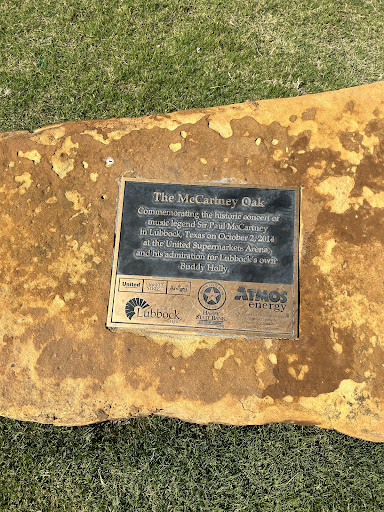 The McCartney Oak
Commemorating the historic concert of
music legend Sir Paul McCartney
in Lubbock, Texas on October 2, 2014
at the United Supermarkets Arena,
and his admiration for Lubbock's own
Buddy Holly.
United
Lubbock
ATMOS
energy